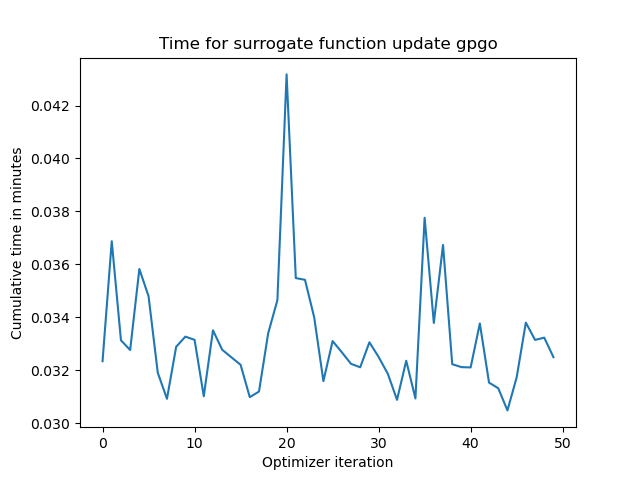 Time for surrogate function update gpgo
Cumulative time in minutes
0.042
0.040
0.038
0.036
0.034
0.032
0.030
0 10 20 30 40 50
Optimizer iteration